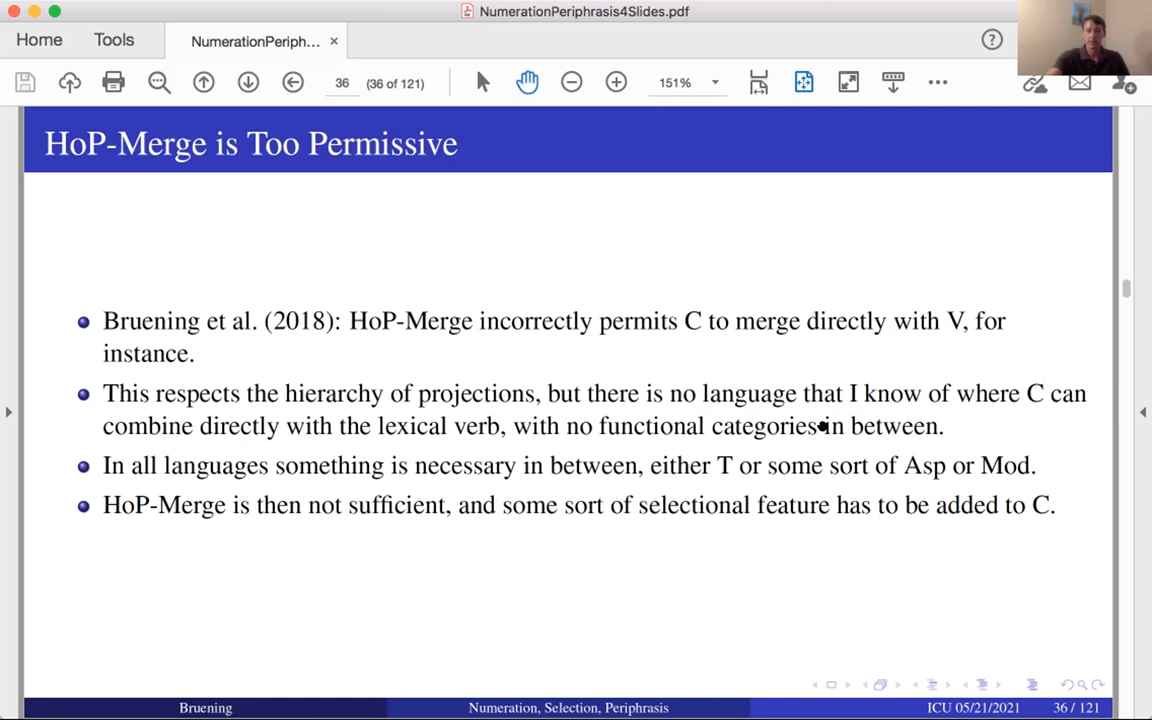 NumerationPeriphrasis4Slides.pdf
Home Tools NumerationPeriph... ×
36 (36 of 121) 151%
HoP-Merge is Too Permissive
Bruening et al. (2018): HoP-Merge incorrectly permits C to merge directly with V, for
instance.
This respects the hierarchy of projections, but there is no language that I know of where C can
combine directly with the lexical verb, with no functional categories in between.
In all languages something is necessary in between, either T or some sort of Asp or Mod.
HoP-Merge is then not sufficient, and some sort of selectional feature has to be added to C.
Bruening Numeration, Selection, Periphrasis ICU 05/21/2021 36 / 121